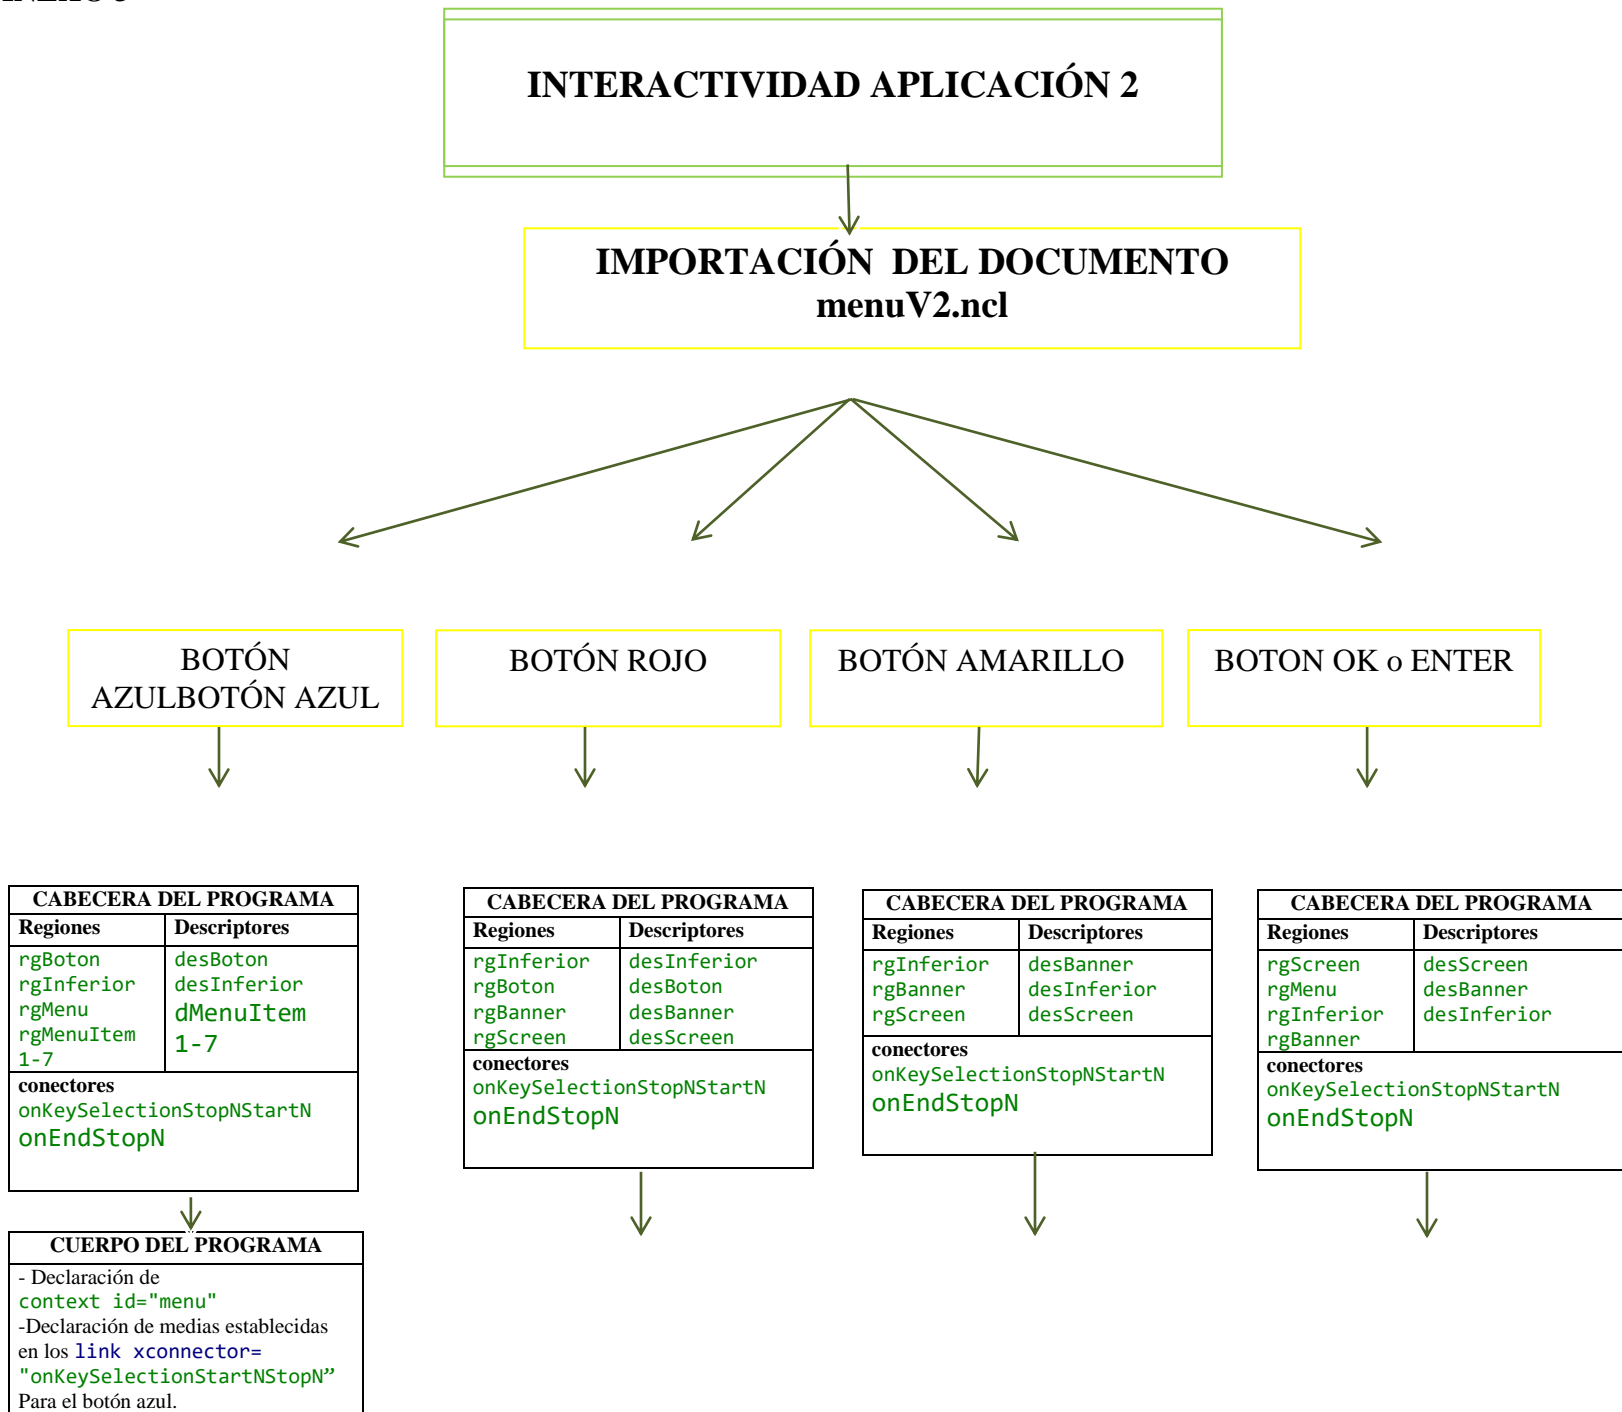 INTERACTIVIDAD APLICACIÓN 2
IMPORTACIÓN DEL DOCUMENTO
menuV2.ncl
BOTÓN
AZULBOTÓN AZUL
BOTÓN ROJO
BOTÓN AMARILLO
BOTON OK o ENTER
CABECERA DEL PROGRAMA
Regiones
Descriptores
rgBoton
rgInferior
rgMenu
rgMenuItem
1-7
desBoton
desInferior
dMenuItem
1-7
conectores
onKeySelectionStopNStartN
onEndStopN
CUERPO DEL PROGRAMA
- Declaración de
context id="menu"
-Declaración de medias establecidas
en los link xconnector=
"onKeySelectionStartNStopN”
Para el botón azul.
CABECERA DEL PROGRAMA
Regiones
Descriptores
rgInferior
rgBoton
rgBanner
rgScreen
desInferior
desBoton
desBanner
desScreen
conectores
onKeySelectionStopNStartN
onEndStopN
CABECERA DEL PROGRAMA
Regiones
Descriptores
rgInferior
rgBanner
rgScreen
desBanner
desInferior
desScreen
conectores
onKeySelectionStopNStartN
onEndStopN
CABECERA DEL PROGRAMA
Regiones
Descriptores
rgScreen
rgMenu
rgInferior
rgBanner
desScreen
desBanner
desInferior
conectores
onKeySelectionStopNStartN
onEndStopN